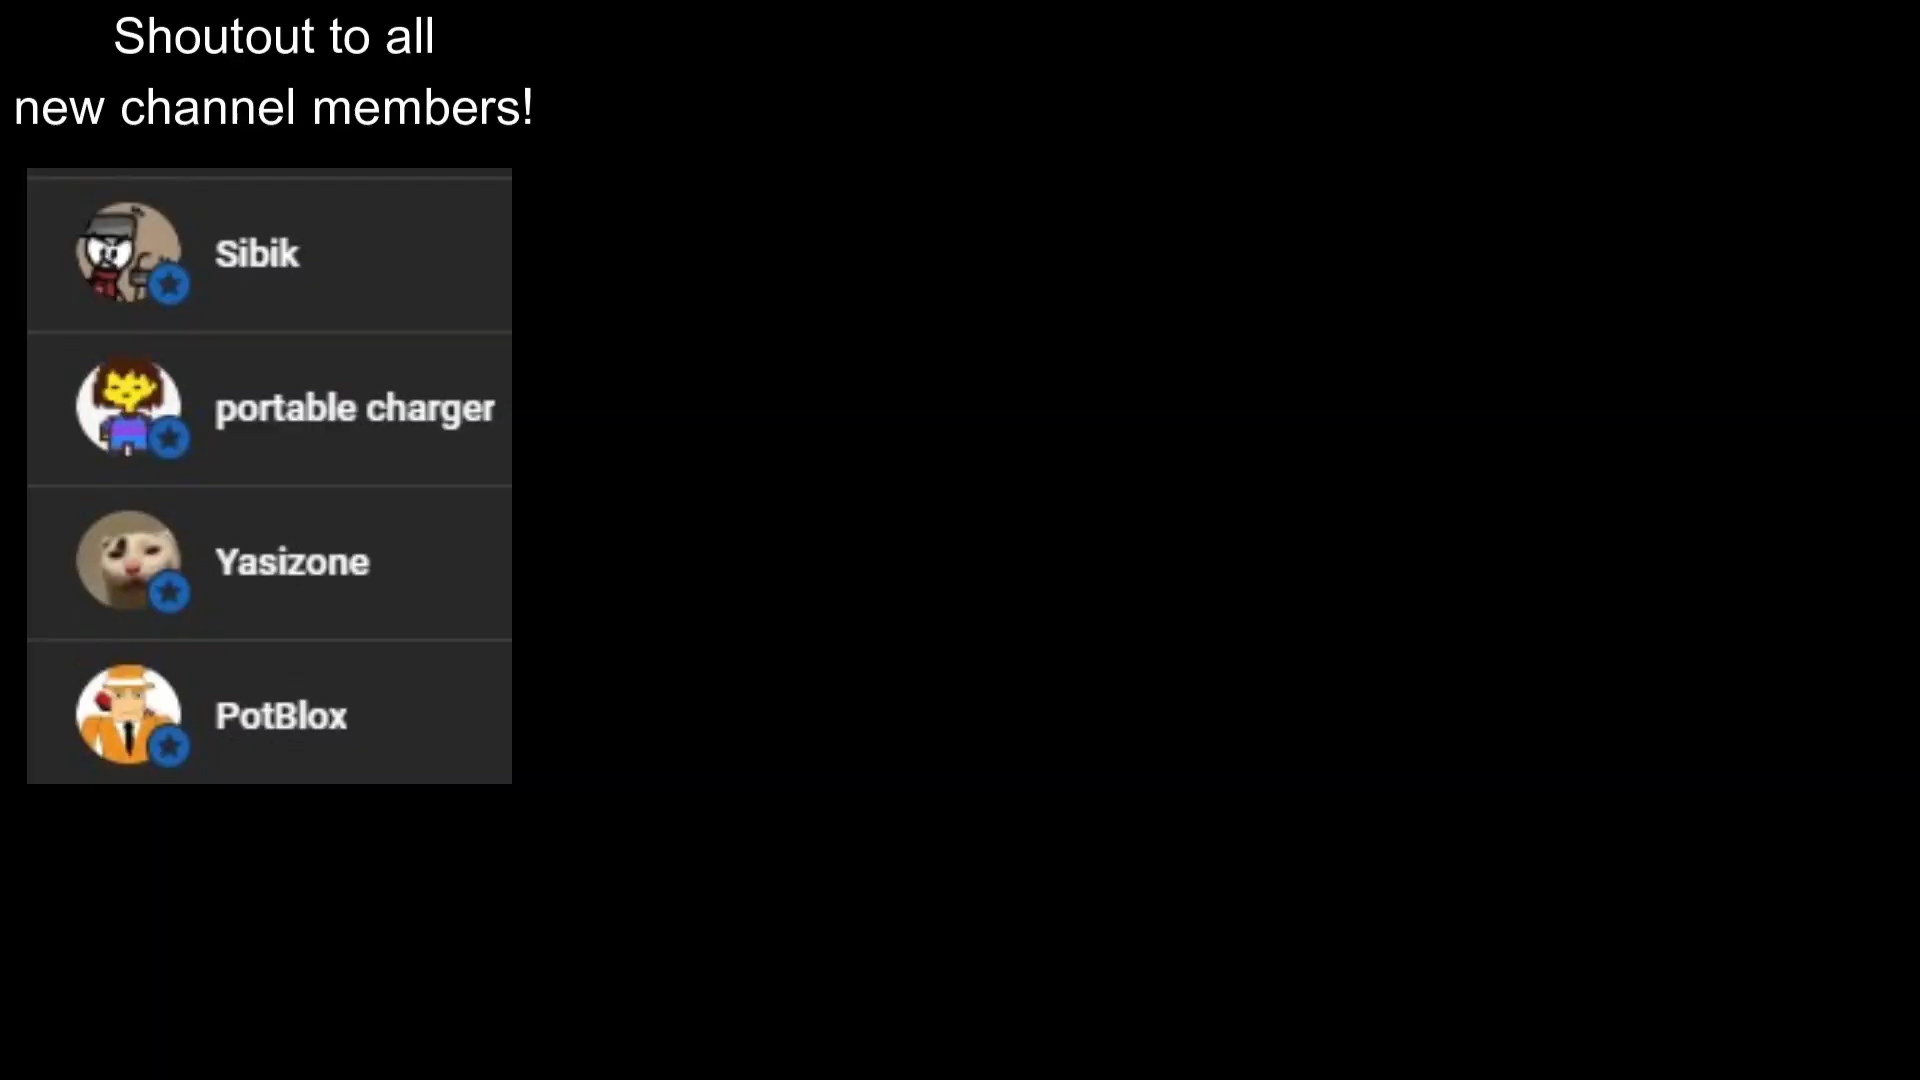 Shoutout to all
new channel members!
Sibik
portable charger
Yasizone
PotBlox